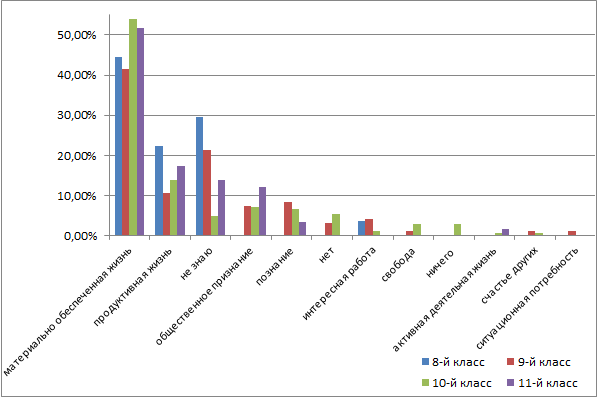 50,00%
40,00%
30,00%
20,00%
10,00%
0,00%
материально обеспеченная жизнь
продуктивная жизнь
не знаю
общественное признание
познание
нет
интересная работа
свобода
ничего
активная деятельная жизнь
счастье других
ситуационная потребность
8-й класс
9-й класс
10-й класс
11-й класс